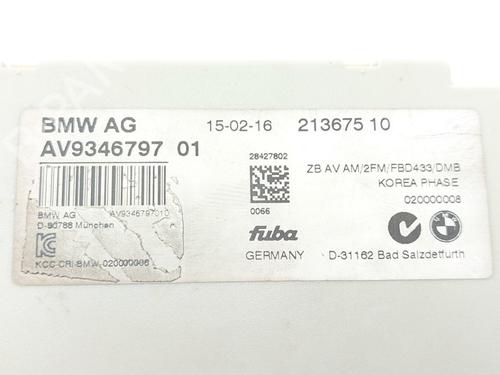 BMW AG 15-02-16 213675 10
AV9346797 01
28427802
ZB AV AM/2FM/FBD433/DMB
KOREA PHASE
020000006
0066
BMW AG AV9346797010
D-80788 München
KCC-CRI-BMW-020000006
fuba
GERMANY D-31162 Bad Salzdetfurth